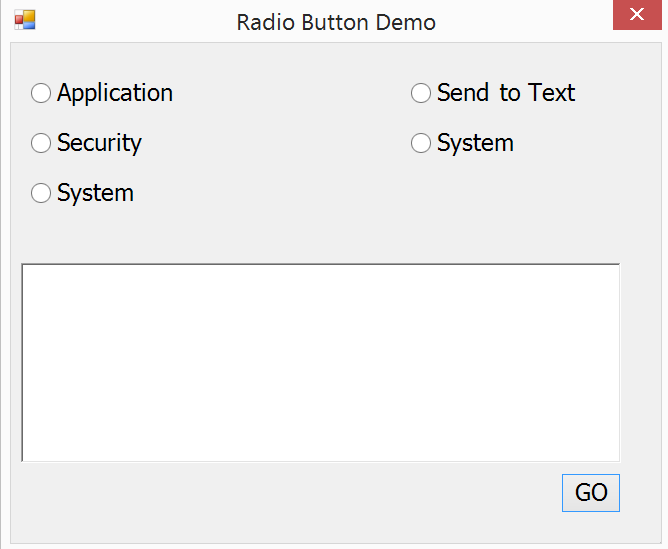 Radio Button Demo
Application
Send to Text
Security
System
System
GO